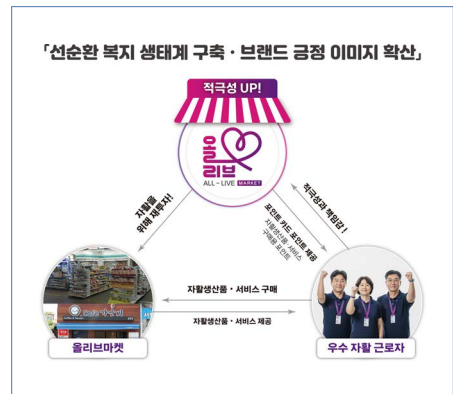 「선순환 복지 생태계 구축 · 브랜드 긍정 이미지 확산」
적극성 UP!
올
리브
ALL - LIVE MARKET
자활을
위해 재투자!
적극성과 책임감 !
포인트 카드 포인트 제공
자활생산품·서비스
구매용 포인트
자활생산품 · 서비스 구매
자활생산품 · 서비스 제공
올리브마켓
우수 자활 근로자